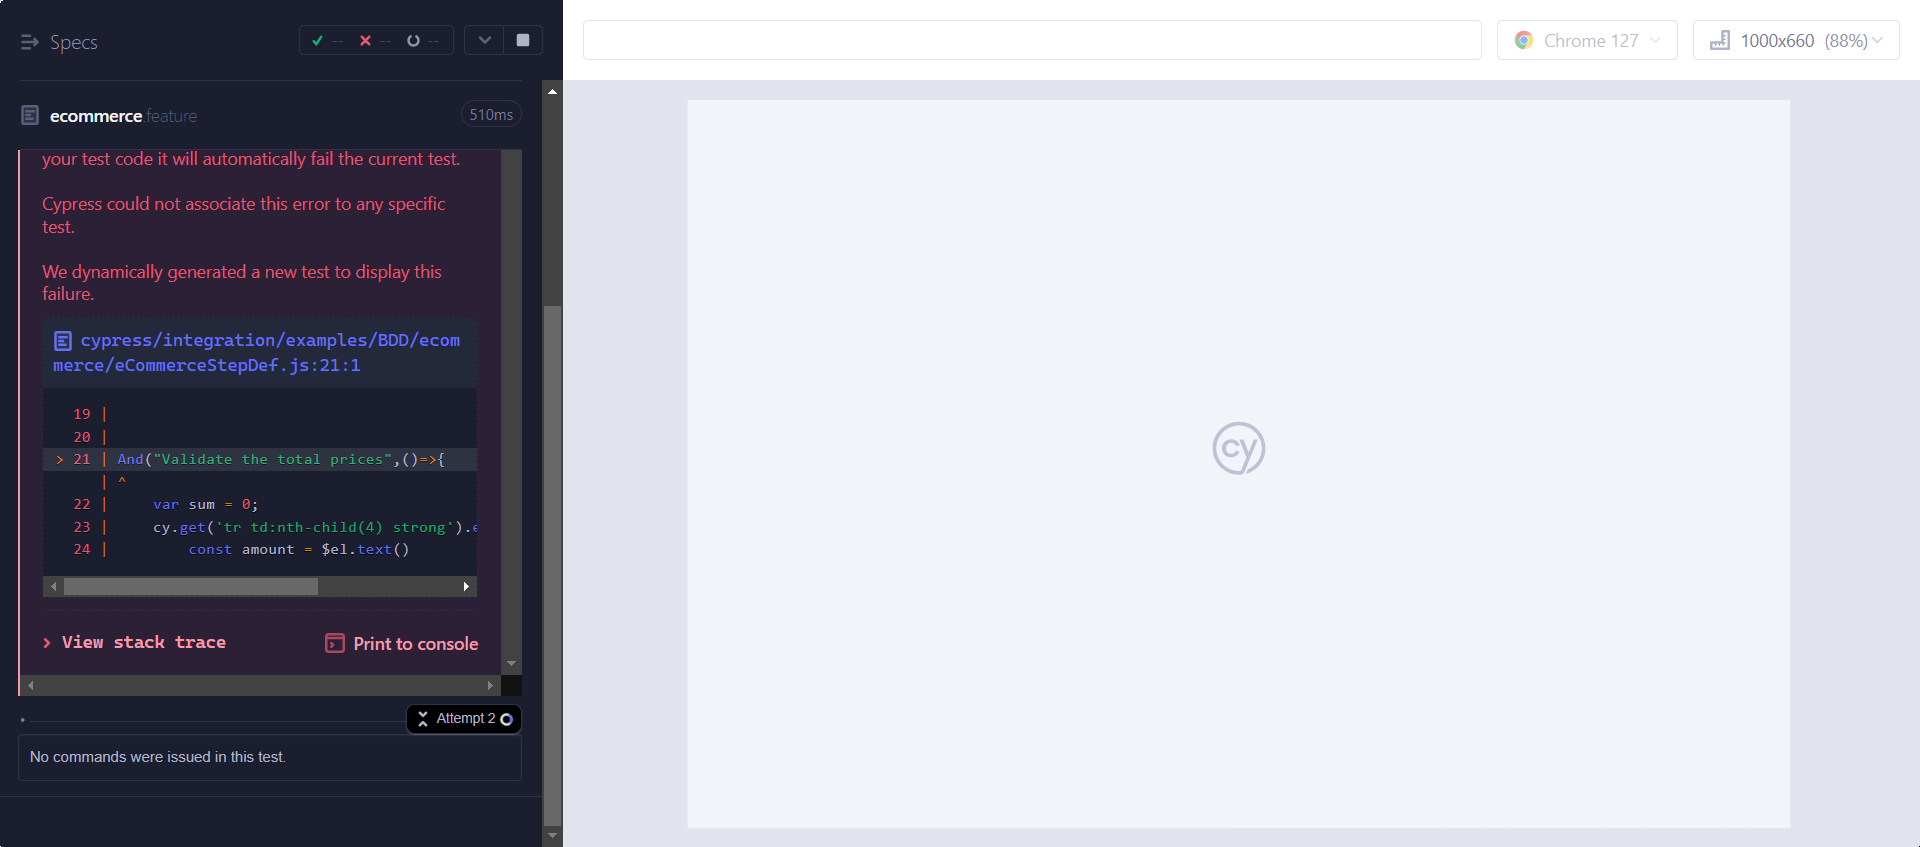 Specs
-- -- --
Chrome 127
1000x660 (88%)
ecommerce.feature
510ms
your test code it will automatically fail the current test.
Cypress could not associate this error to any specific
test.
We dynamically generated a new test to display this
failure.
cypress/integration/examples/BDD/ecom
merce/eCommerceStepDef.js:21:1
19 |
20 |
> 21 | And("Validate the total prices",()=>{
| ^
22 | var sum = 0;
23 | cy.get('tr td:nth-child(4) strong').e
24 | const amount = $el.text()
View stack trace
Print to console
Attempt 2
No commands were issued in this test.
cy